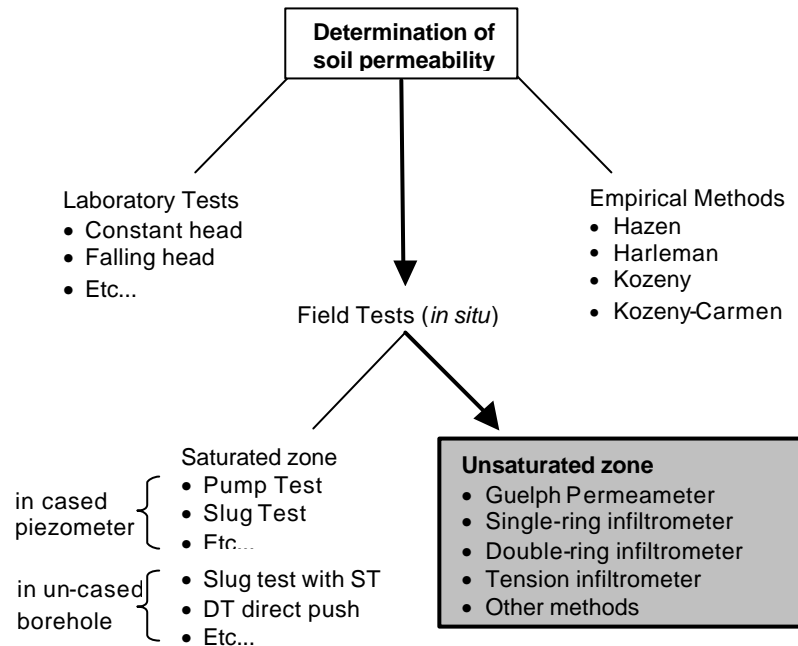 Determination of
soil permeability
Laboratory Tests
• Constant head
• Falling head
• Etc...
Empirical Methods
• Hazen
• Harleman
• Kozeny
• Kozeny-Carmen
Field Tests (in situ)
Saturated zone
in cased
piezometer
• Pump Test
• Slug Test
• Etc...
in un-cased
borehole
• Slug test with ST
• DT direct push
• Etc...
Unsaturated zone
• Guelph Permeameter
• Single-ring infiltrometer
• Double-ring infiltrometer
• Tension infiltrometer
• Other methods